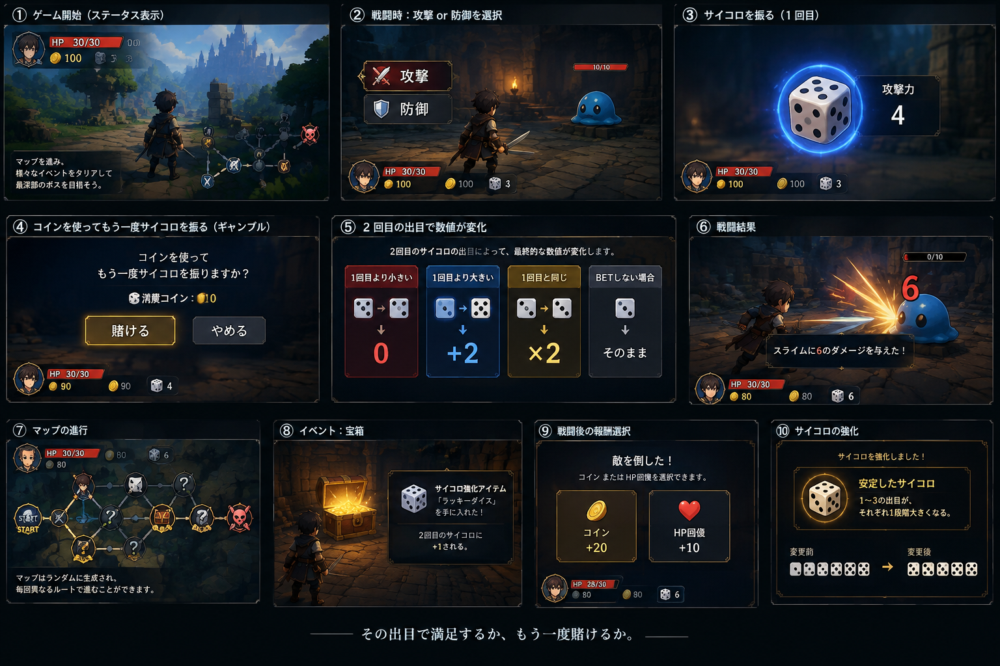 ① ゲーム開始（ステータス表示）
HP 30/30
100
マップを進み。
様々なイベントをクリアして
最深部のボスを目指そう。
② 戦闘時：攻撃 or 防御を選択
攻撃
防御
10/10
HP 30/30
100
100
3
③ サイコロを振る（1 回目）
攻撃力
4
HP 30/30
100
100
3
④ コインを使ってもう一度サイコロを振る（ギャンブル）
コインを使って
もう一度サイコロを振りますか？
コイン：10
賭ける
やめる
HP 30/30
90
90
4
⑤ 2 回目の出目で数値が変化
2回目のサイコロの出目によって、最終的な数値が変化します。
1回目より小さい
0
1回目より大きい
+2
1回目と同じ
×2
BETしない場合
そのまま
⑥ 戦闘結果
0/10
6
スライムに6のダメージを与えた！
HP 30/30
80
80
6
⑦ マップの進行
HP 30/30
80
80
6
START
START
?
?
?
マップはランダムに生成され。
毎回異なるルートで進むことができます。
⑧ イベント：宝箱
サイコロ強化アイテム
「ラッキーダイス」
を手に入れた！
2回目のサイコロに
+1される。
⑨ 戦闘後の報酬選択
敵を倒した！
コイン または HP回復を選択できます。
コイン
+20
HP回復
+10
HP 28/30
80
80
6
⑩ サイコロの強化
サイコロを強化しました！
安定したサイコロ
1〜3の出目が、
それぞれ1段階大きくなる。
変更前
変更後
その出目で満足するか、もう一度賭けるか。